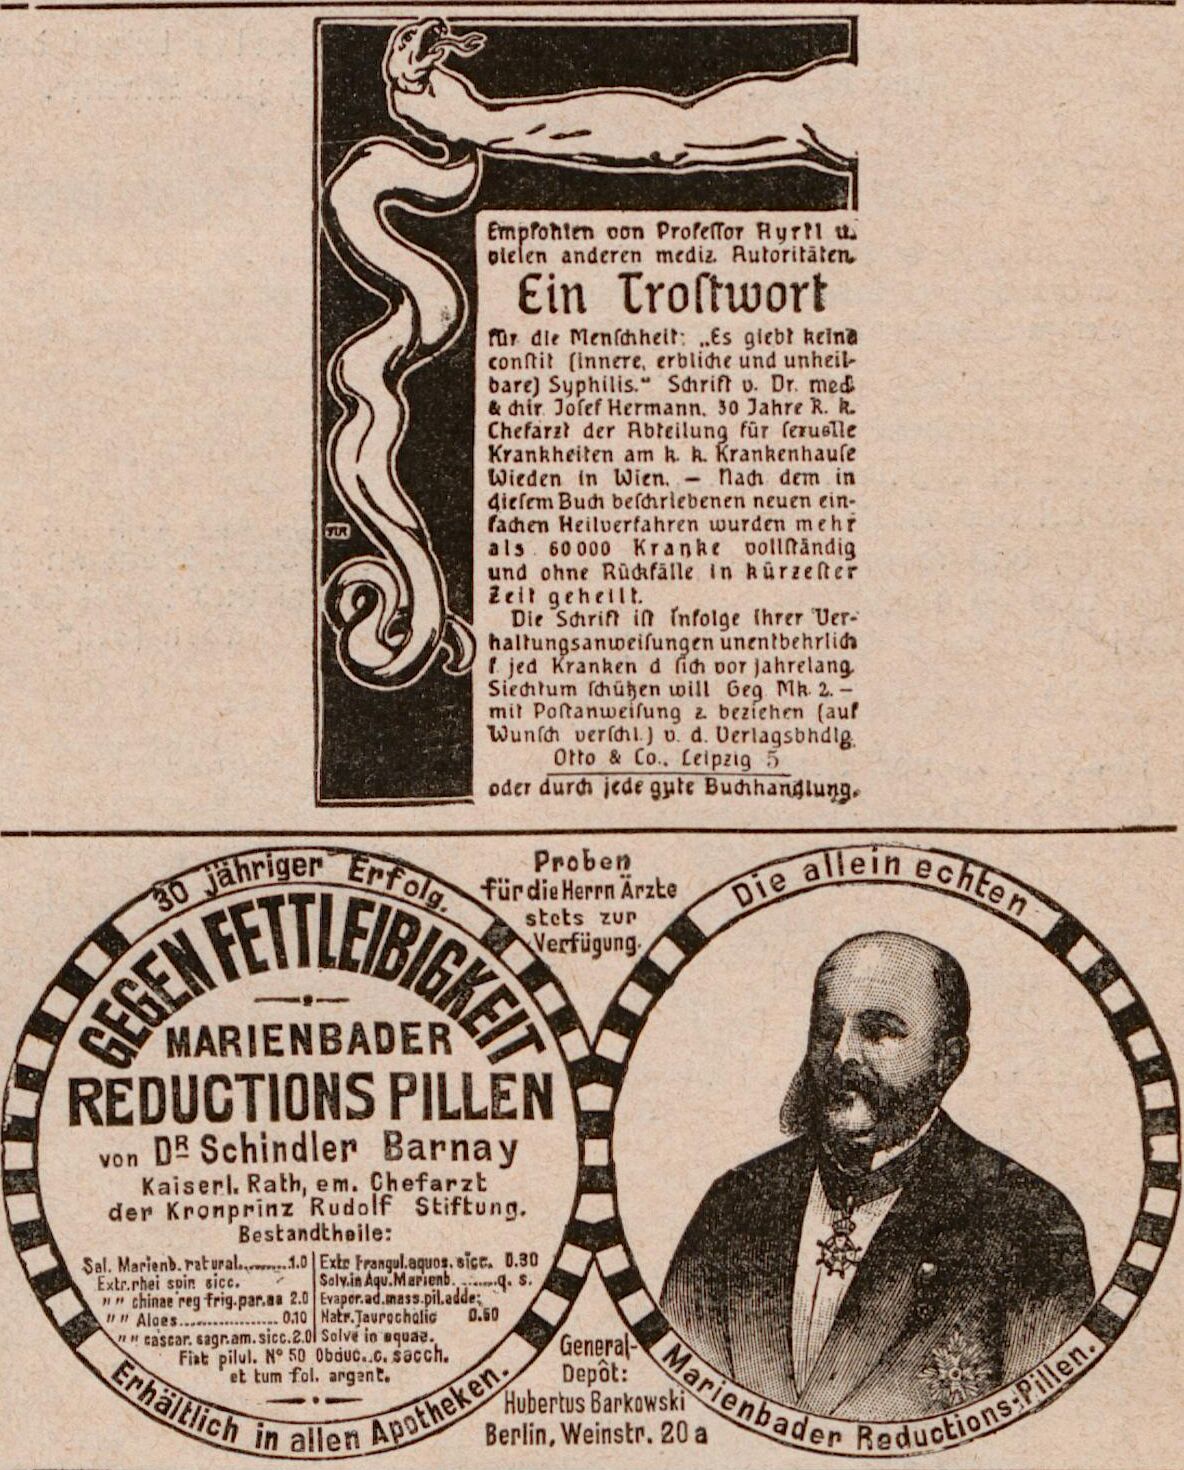 Empfohlen von Professor Hyrtl u.
vielen anderen mediz. Autoritäten.
Ein Troſtwort
für die Menſchheit: „Es giebt keine
conſtit (innere, erbliche und unheil-
bare) Syphilis.“ Schrift v. Dr. med.
& chir. Joſef Hermann, 30 Jahre k. k.
Chefarzt der Abteilung für ſexuelle
Krankheiten am k. k. Krankenhauſe
Wieden in Wien. — Nach dem in
dieſem Buch beſchriebenen neuen ein-
fachen Heilverfahren wurden mehr
als 60000 Kranke vollſtändig
und ohne Rückfälle in kürzeſter
Zeit geheilt.
Die Schrift iſt infolge ihrer Ver-
haltungsanweiſungen unentbehrlich
f. jed Kranken d ſich vor jahrelang.
Siechtum ſchützen will Geg Mk. 2.—
mit Poſtanweiſung z. beziehen (auf
Wunſch verſchl.) v. d. Verlagsbhdlg.
Otto & Co., Leipzig 5
oder durch jede gute Buchhandlung.
30 jähriger Erfolg.
GEGEN FETTLEIBIGKEIT
MARIENBADER
REDUCTIONS PILLEN
von DR Schindler Barnay
Kaiserl. Rath, em. Chefarzt
der Kronprinz Rudolf Stiftung.
Bestandtheile:
Sal. Marienb. natural.........1.0
Extr. rhei spir sicc.
" " chinae reg frig. par. aa 2.0
" " Aloes.................. 0.10
" " cascar. sagr. am. sicc. 2.0
Extr frangul. aquos. sicc. 0.30
Solv. in Aqu. Marienb. .......q. s.
Evapor. ad. mass. pil. adde:
Natr. Taurocholic 0.50
Solve in aquae.
Fiat pilul. No 50 Obduc. c. sacch.
et tum fol. argent.
Erhältlich in allen Apotheken.
Proben
für die Herrn Ärzte
stets zur
Verfügung.
General-
Depôt:
Hubertus Barkowski
Berlin, Weinstr. 20a
Die allein echten
Marienbader Reductions-Pillen.